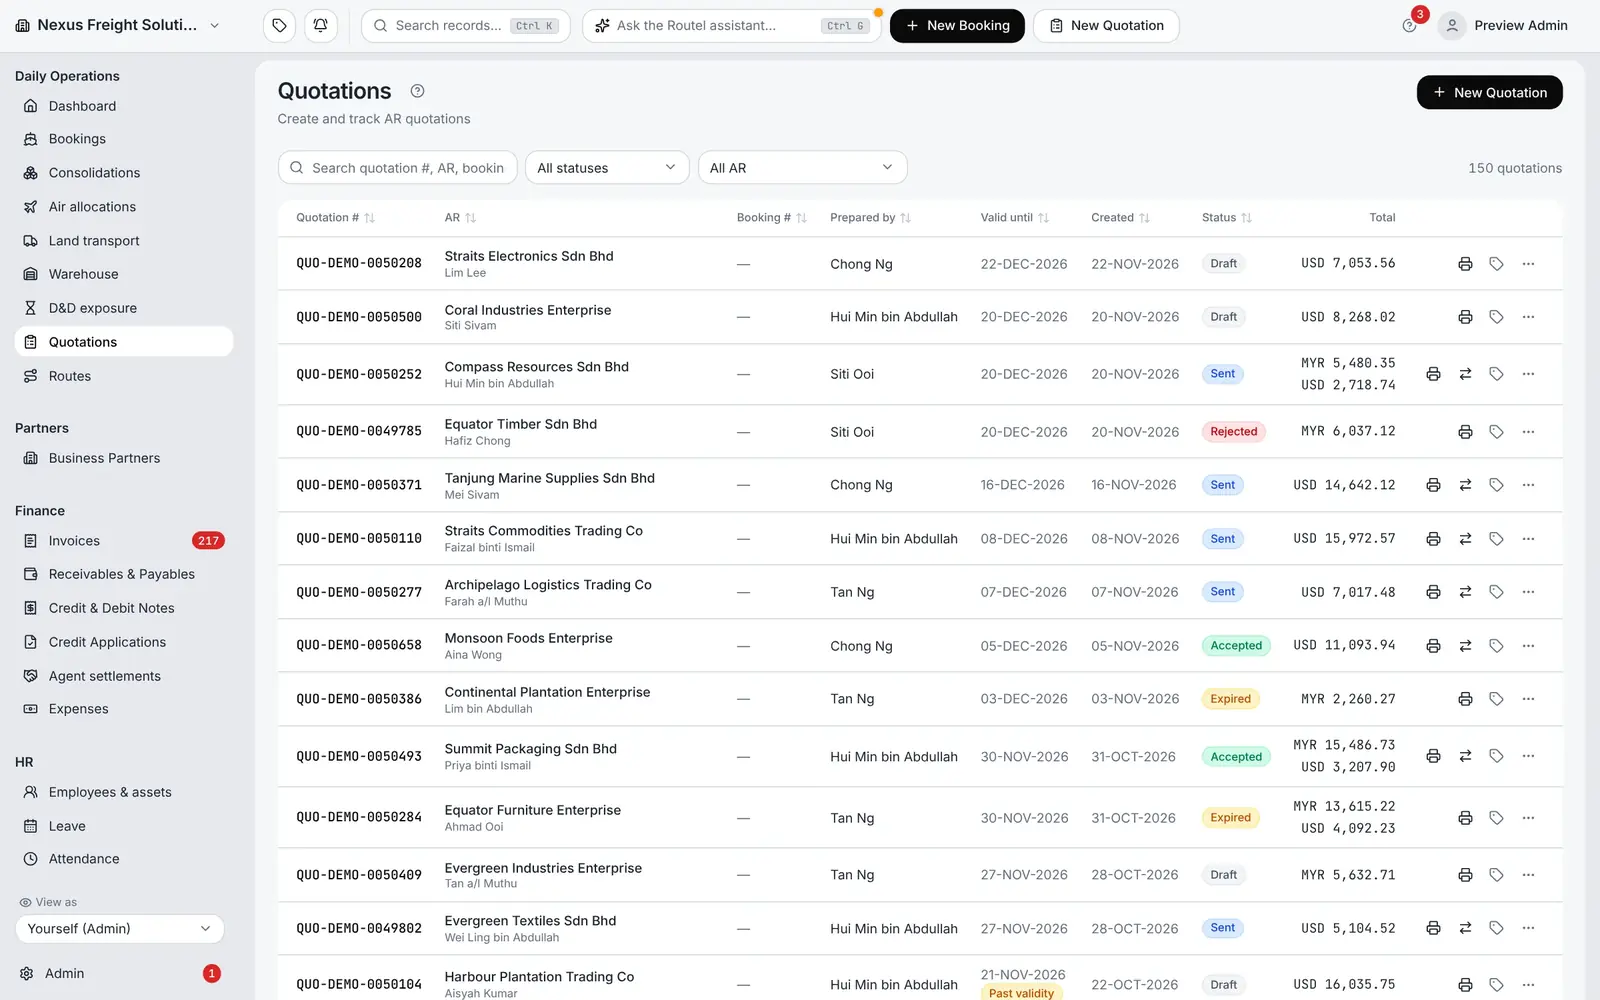 Nexus Freight Soluti...
Search records... Ctrl K
Ask the Routel assistant... Ctrl G
+ New Booking
New Quotation
3
Preview Admin
Daily Operations
Dashboard
Bookings
Consolidations
Air allocations
Land transport
Warehouse
D&D exposure
Quotations
Routes
Partners
Business Partners
Finance
Invoices 217
Receivables & Payables
Credit & Debit Notes
Credit Applications
Agent settlements
Expenses
HR
Employees & assets
Leave
Attendance
View as
Yourself (Admin)
Admin 1
Quotations
Create and track AR quotations
+ New Quotation
Search quotation #, AR, bookin
All statuses
All AR
150 quotations
Quotation # AR Booking # Prepared by Valid until Created Status Total
QUO-DEMO-0050208 Straits Electronics Sdn Bhd — Chong Ng 22-DEC-2026 22-NOV-2026 Draft USD 7,053.56
Lim Lee
QUO-DEMO-0050500 Coral Industries Enterprise — Hui Min bin Abdullah 20-DEC-2026 20-NOV-2026 Draft USD 8,268.02
Siti Sivam
QUO-DEMO-0050252 Compass Resources Sdn Bhd — Siti Ooi 20-DEC-2026 20-NOV-2026 Sent MYR 5,480.35
Hui Min bin Abdullah USD 2,718.74
QUO-DEMO-0049785 Equator Timber Sdn Bhd — Siti Ooi 20-DEC-2026 20-NOV-2026 Rejected MYR 6,037.12
Hafiz Chong
QUO-DEMO-0050371 Tanjung Marine Supplies Sdn Bhd — Chong Ng 16-DEC-2026 16-NOV-2026 Sent USD 14,642.12
Mei Sivam
QUO-DEMO-0050110 Straits Commodities Trading Co — Hui Min bin Abdullah 08-DEC-2026 08-NOV-2026 Sent USD 15,972.57
Faizal binti Ismail
QUO-DEMO-0050277 Archipelago Logistics Trading Co — Tan Ng 07-DEC-2026 07-NOV-2026 Sent USD 7,017.48
Farah a/l Muthu
QUO-DEMO-0050658 Monsoon Foods Enterprise — Chong Ng 05-DEC-2026 05-NOV-2026 Accepted USD 11,093.94
Aina Wong
QUO-DEMO-0050386 Continental Plantation Enterprise — Tan Ng 03-DEC-2026 03-NOV-2026 Expired MYR 2,260.27
Lim bin Abdullah
QUO-DEMO-0050493 Summit Packaging Sdn Bhd — Hui Min bin Abdullah 30-NOV-2026 31-OCT-2026 Accepted MYR 15,486.73
Priya binti Ismail USD 3,207.90
QUO-DEMO-0050284 Equator Furniture Enterprise — Tan Ng 30-NOV-2026 31-OCT-2026 Expired MYR 13,615.22
Ahmad Ooi USD 4,092.23
QUO-DEMO-0050409 Evergreen Industries Enterprise — Tan Ng 27-NOV-2026 28-OCT-2026 Draft MYR 5,632.71
Tan a/l Muthu
QUO-DEMO-0049802 Evergreen Textiles Sdn Bhd — Hui Min bin Abdullah 27-NOV-2026 28-OCT-2026 Sent USD 5,104.52
Wei Ling bin Abdullah
QUO-DEMO-0050104 Harbour Plantation Trading Co — Hui Min bin Abdullah 21-NOV-2026 22-OCT-2026 Draft USD 16,035.75
Aisyah Kumar Past validity